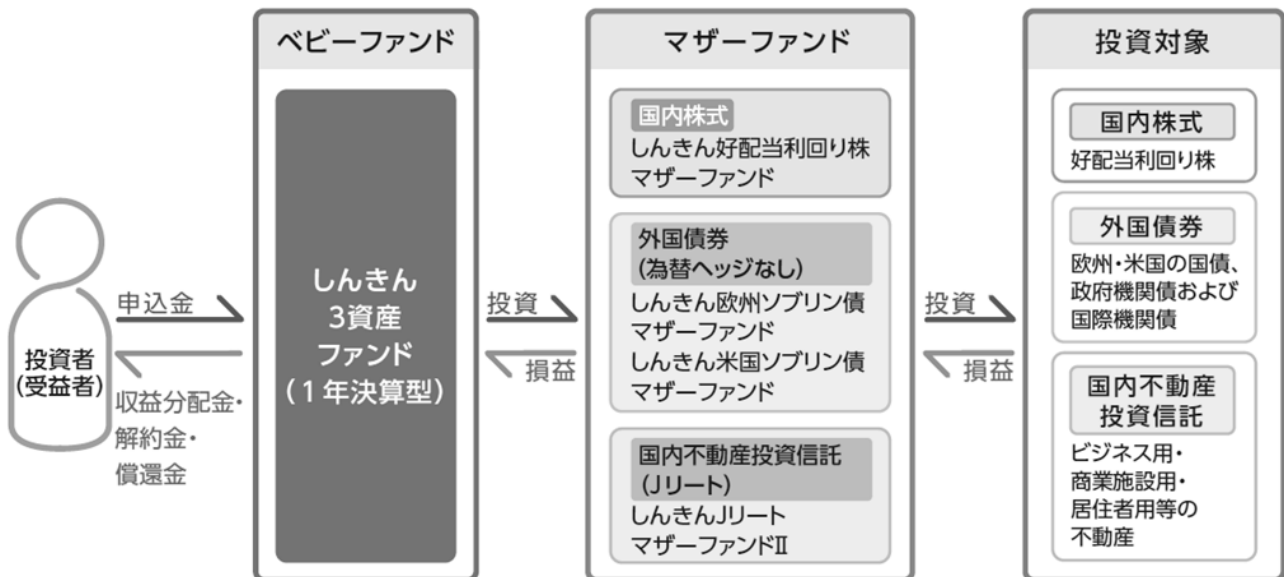 投資者
(受益者)
申込金
収益分配金・
解約金・
償還金
ベビーファンド
しんきん
3資産
ファンド
(1年決算型)
投資
損益
マザーファンド
国内株式
しんきん好配当利回り株
マザーファンド
外国債券
(為替ヘッジなし)
しんきん欧州ソブリン債
マザーファンド
しんきん米国ソブリン債
マザーファンド
国内不動産投資信託
(Jリート)
しんきんJリート
マザーファンドII
投資
損益
投資対象
国内株式
好配当利回り株
外国債券
欧州・米国の国債、
政府機関債および
国際機関債
国内不動産
投資信託
ビジネス用・
商業施設用・
居住者用等の
不動産